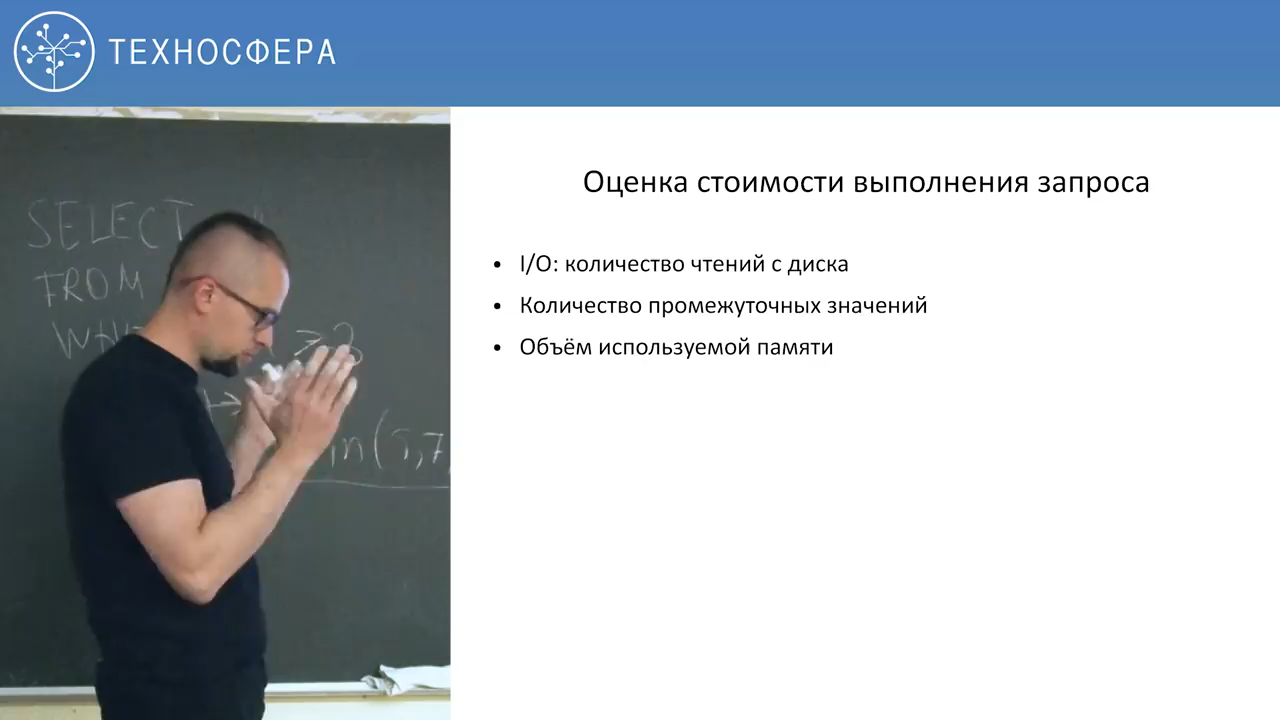 ТЕХНОСФЕРА
Оценка стоимости выполнения запроса
• I/O: количество чтений с диска
• Количество промежуточных значений
• Объём используемой памяти
SELECT
FROM